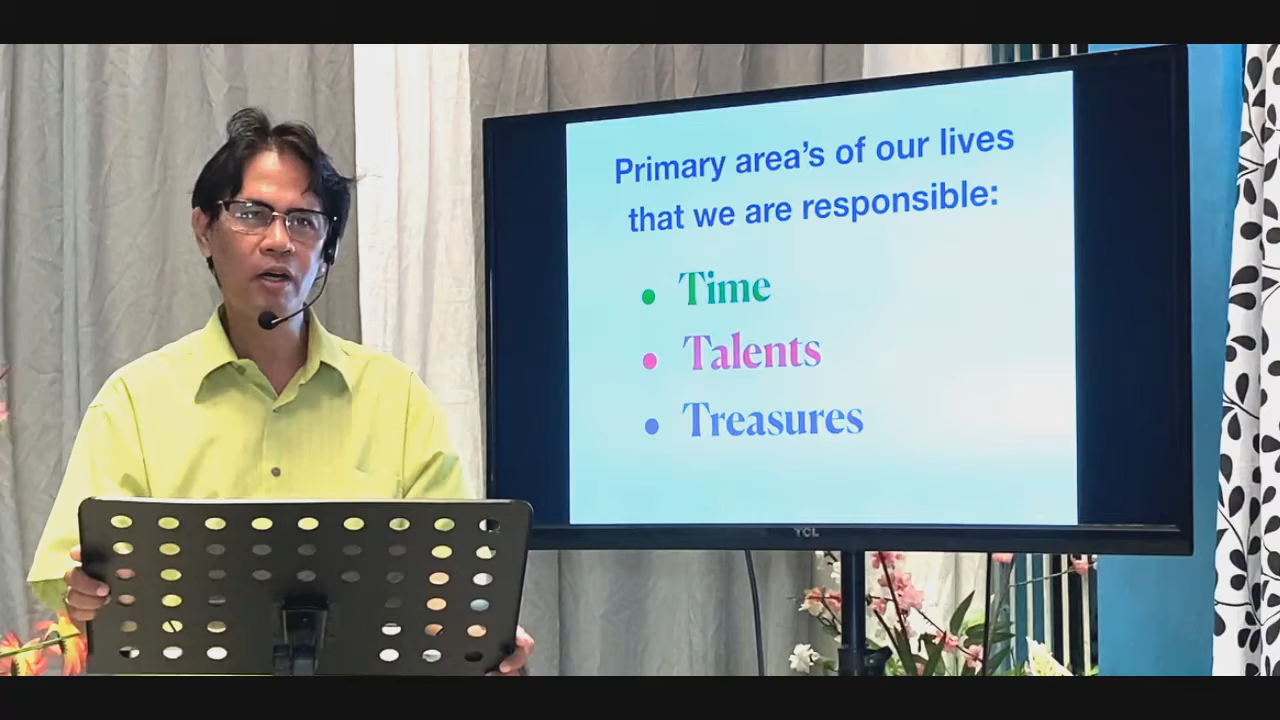 Primary area's of our lives
that we are responsible:
• Time
• Talents
• Treasures
TCL